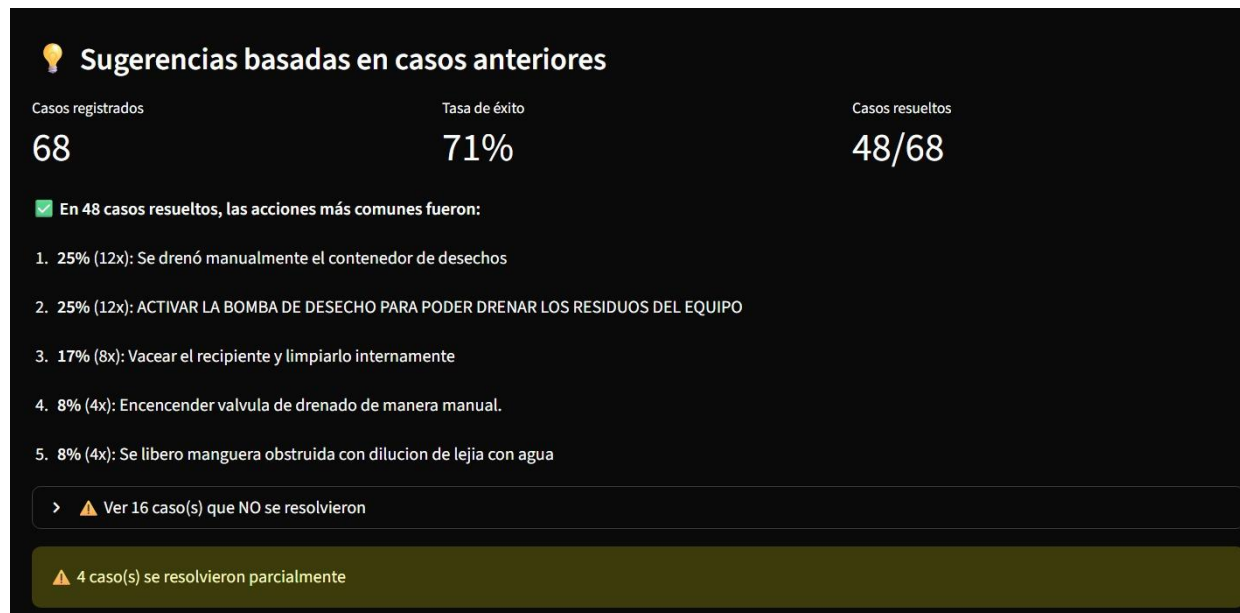 💡 Sugerencias basadas en casos anteriores
Casos registrados
Tasa de éxito
Casos resueltos
68
71%
48/68
✅ En 48 casos resueltos, las acciones más comunes fueron:
1. 25% (12x): Se drenó manualmente el contenedor de desechos
2. 25% (12x): ACTIVAR LA BOMBA DE DESECHO PARA PODER DRENAR LOS RESIDUOS DEL EQUIPO
3. 17% (8x): Vacear el recipiente y limpiarlo internamente
4. 8% (4x): Encencender valvula de drenado de manera manual.
5. 8% (4x): Se libero manguera obstruida con dilucion de lejia con agua
> ⚠️ Ver 16 caso(s) que NO se resolvieron
⚠️ 4 caso(s) se resolvieron parcialmente